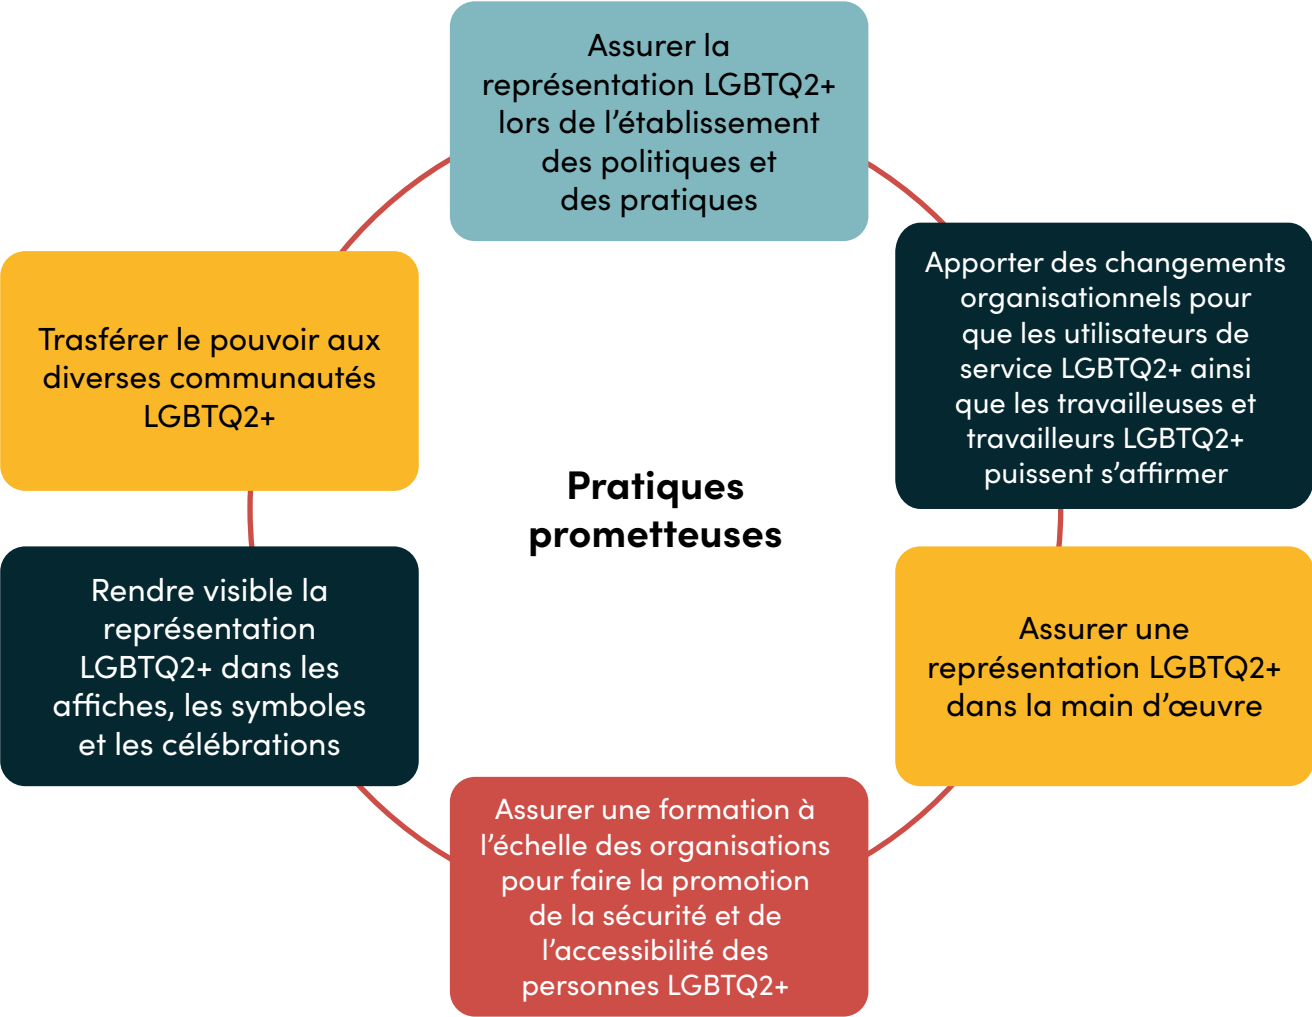 Assurer la
représentation LGBTQ2+
lors de l’établissement
des politiques et
des pratiques
Apporter des changements
organisationnels pour
que les utilisateurs de
service LGBTQ2+ ainsi
que les travailleuses et
travailleurs LGBTQ2+
puissent s’affirmer
Assurer une
représentation LGBTQ2+
dans la main d’œuvre
Assurer une formation à
l’échelle des organisations
pour faire la promotion
de la sécurité et de
l’accessibilité des
personnes LGBTQ2+
Rendre visible la
représentation
LGBTQ2+ dans les
affiches, les symboles
et les célébrations
Trasférer le pouvoir aux
diverses communautés
LGBTQ2+
Pratiques
prometteuses